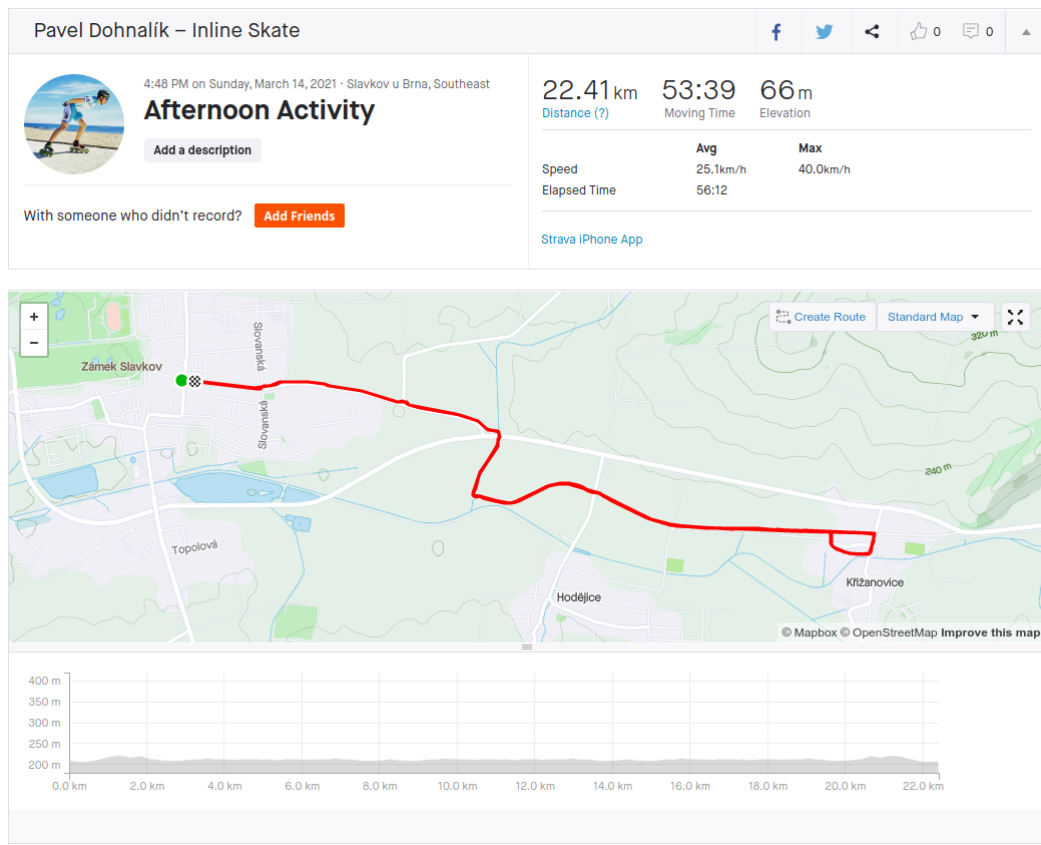 Pavel Dohnalík – Inline Skate
0 0
4:48 PM on Sunday, March 14, 2021 · Slavkov u Brna, Southeast
Afternoon Activity
Add a description
With someone who didn't record? Add Friends
22.41km 53:39 66m
Distance (?) Moving Time Elevation
Avg Max
Speed 25.1km/h 40.0km/h
Elapsed Time 56:12
Strava iPhone App
+
−
Create Route Standard Map
320 m
Zámek Slavkov
Slovanská
Slovanská
240 m
Topolová
Křižanovice
Hodějice
© Mapbox © OpenStreetMap Improve this map
400 m
350 m
300 m
250 m
200 m
0.0 km 2.0 km 4.0 km 6.0 km 8.0 km 10.0 km 12.0 km 14.0 km 16.0 km 18.0 km 20.0 km 22.0 km